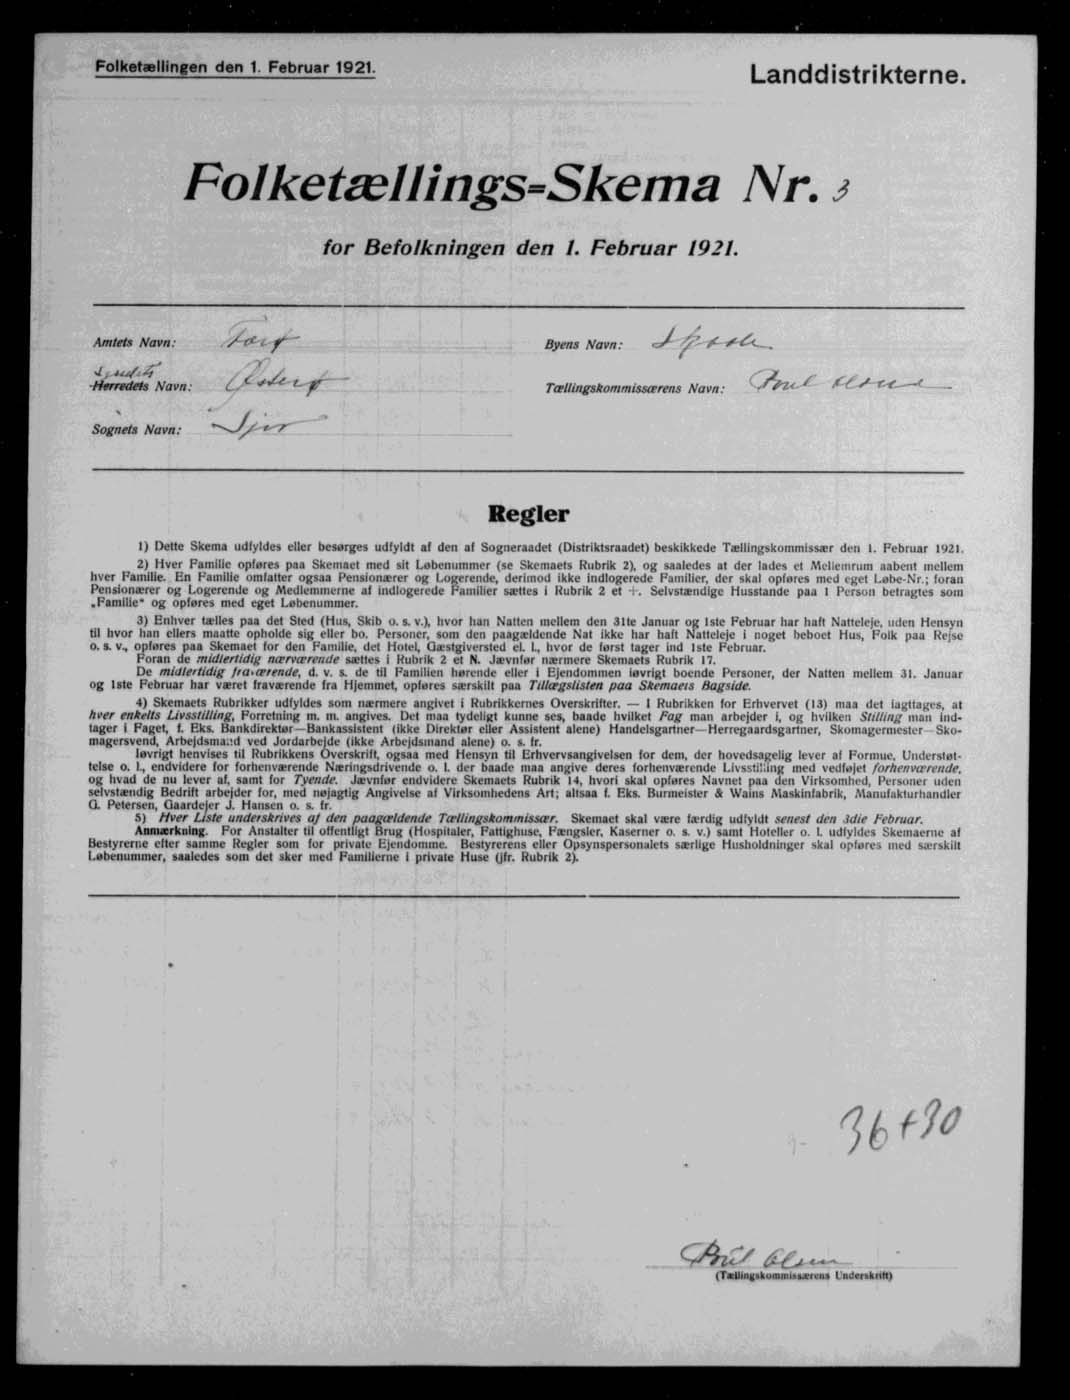 Folketællingen den 1. Februar 1921.
Landdistrikterne.
Folketællings=Skema Nr. 3
for Befolkningen den 1. Februar 1921.
Amtets Navn: Færø
Byens Navn:
Syssels
Herredets Navn: Østerø
Tællingskommissærens Navn: Poul Olsen
Sognets Navn:
Regler
1) Dette Skema udfyldes eller besørges udfyldt af den af Sogneraadet (Distriktsraadet) beskikkede Tællingskommissær den 1. Februar 1921.
2) Hver Familie opføres paa Skemaet med sit Løbenummer (se Skemaets Rubrik 2), og saaledes at der lades et Mellemrum aabent mellem
hver Familie. En Familie omfatter ogsaa Pensionærer og Logerende, derimod ikke indlogerede Familier, der skal opføres med eget Løbe-Nr.; foran
Pensionærer og Logerende og Medlemmerne af indlogerede Familier sættes i Rubrik 2 et +. Selvstændige Husstande paa 1 Person betragtes som
„Familie“ og opføres med eget Løbenummer.
3) Enhver tælles paa det Sted (Hus, Skib o. s. v.), hvor han Natten mellem den 31te Januar og 1ste Februar har haft Natteleje, uden Hensyn
til hvor han ellers maatte opholde sig eller bo. Personer, som den paagældende Nat ikke har haft Natteleje i noget beboet Hus, Folk paa Rejse
o. s. v., opføres paa Skemaet for den Familie, det Hotel, Gæstgiversted el. l., hvor de først tager ind 1ste Februar.
Foran de midlertidig nærværende sættes i Rubrik 2 et N. Jævnfør nærmere Skemaets Rubrik 17.
De midlertidig fraværende, d. v. s. de til Familien hørende eller i Ejendommen iøvrigt boende Personer, der Natten mellem 31. Januar
og 1ste Februar har været fraværende fra Hjemmet, opføres særskilt paa Tillægslisten paa Skemaets Bagside.
4) Skemaets Rubrikker udfyldes som nærmere angivet i Rubrikkernes Overskrifter. — I Rubrikken for Erhvervet (13) maa det iagttages, at
hver enkelts Livsstilling, Forretning m. m. angives. Det maa tydeligt kunne ses, baade hvilket Fag man arbejder i, og hvilken Stilling man ind-
tager i Faget, f. Eks. Bankdirektør—Bankassistent (ikke Direktør eller Assistent alene) Handelsgartner—Herregaardsgartner, Skomagermester—Sko-
magersvend, Arbejdsmand ved Jordarbejde (ikke Arbejdsmand alene) o. s. fr.
Iøvrigt henvises til Rubrikkens Overskrift, ogsaa med Hensyn til Erhvervsangivelsen for dem, der hovedsagelig lever af Formue, Understøt-
telse o. l., endvidere for forhenværende Næringsdrivende o. l. der baade maa angive deres forhenværende Livsstilling med vedføjet forhenværende,
og hvad de nu lever af, samt for Tyende. Jævnfør endvidere Skemaets Rubrik 14, hvori skal opføres Navnet paa den Virksomhed, Personer uden
selvstændig Bedrift arbejder for, med nøjagtig Angivelse af Virksomhedens Art; altsaa f. Eks. Burmeister & Wains Maskinfabrik, Manufakturhandler
G. Petersen, Gaardejer J. Hansen o. s. fr.
5) Hver Liste underskrives af den paagældende Tællingskommissær. Skemaet skal være færdig udfyldt senest den 3die Februar.
Anmærkning. For Anstalter til offentligt Brug (Hospitaler, Fattighuse, Fængsler, Kaserner o. s. v.) samt Hoteller o. l. udfyldes Skemaerne af
Bestyrerne efter samme Regler som for private Ejendomme. Bestyrerens eller Opsynspersonalets særlige Husholdninger skal opføres med særskilt
Løbenummer, saaledes som det sker med Familierne i private Huse (jfr. Rubrik 2).
36+30
Poul Olsen
(Tællingskommissærens Underskrift)